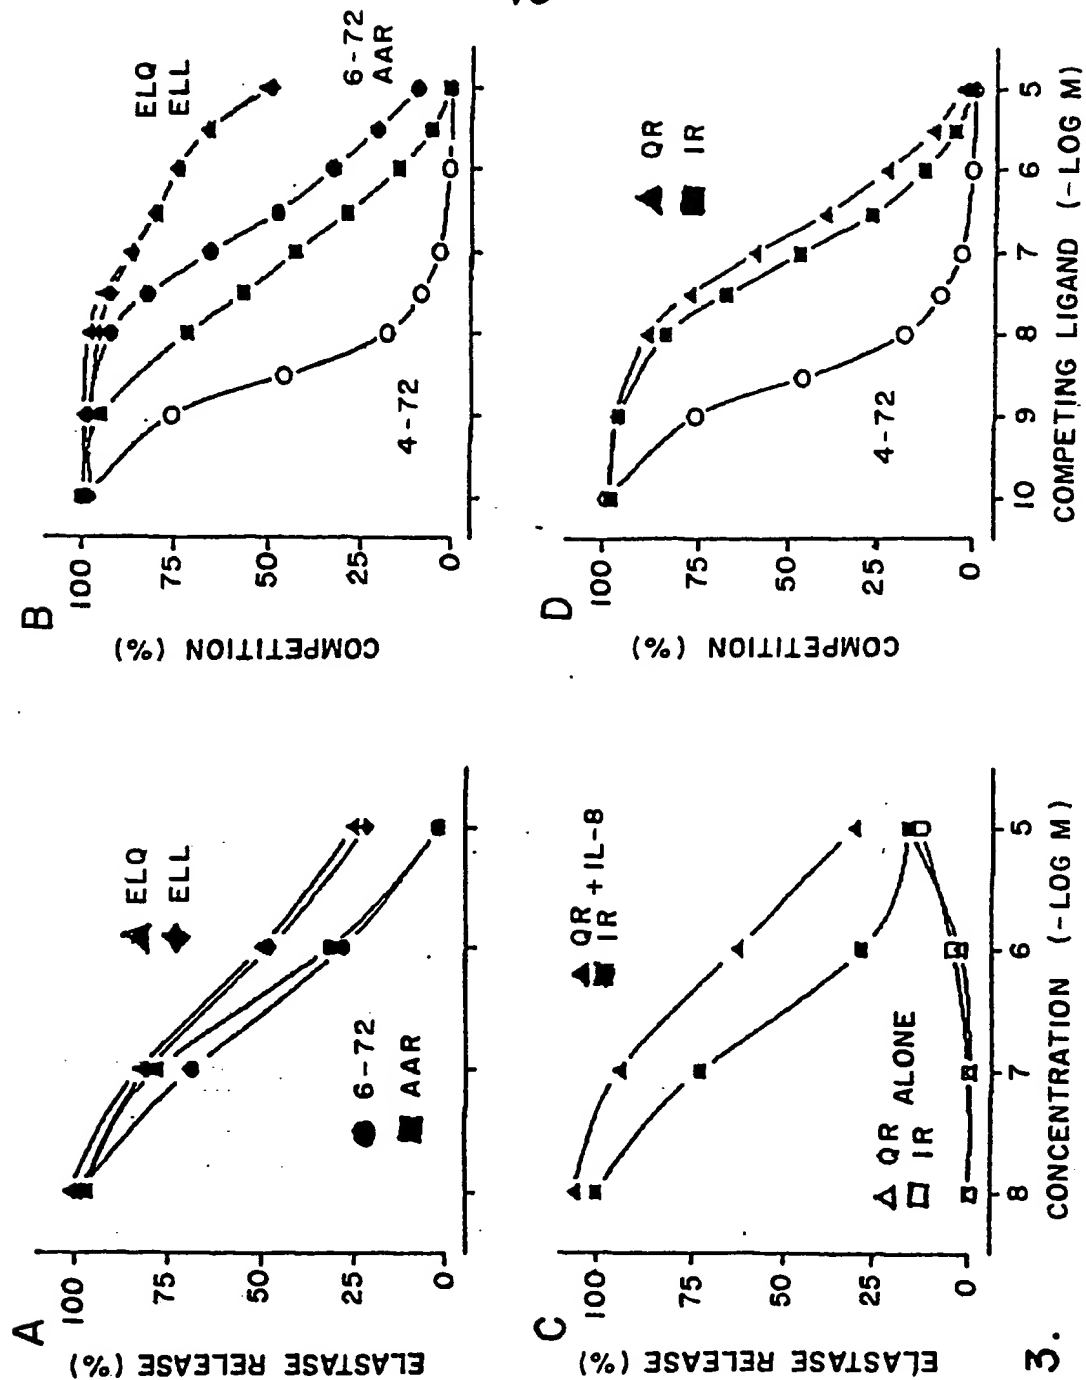 A
ELASTASE RELEASE (%)
100
75
50
25
0
ELQ
ELL
6-72
AAR
B
COMPETITION (%)
100
75
50
25
0
ELQ
ELL
6-72
AAR
4-72
C
ELASTASE RELEASE (%)
100
75
50
25
0
QR + IL-8
IR
QR ALONE
IR
8 7 6 5
CONCENTRATION (-LOG M)
D
COMPETITION (%)
100
75
50
25
0
QR
IR
4-72
10 9 8 7 6 5
COMPETING LIGAND (-LOG M)
3.